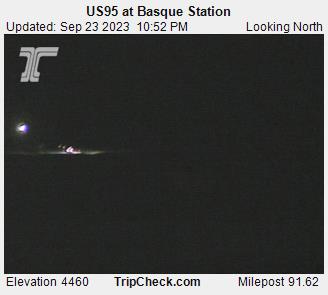 US95 at Basque Station
Updated: Sep 23 2023 10:52 PM Looking North
Elevation 4460 TripCheck.com Milepost 91.62